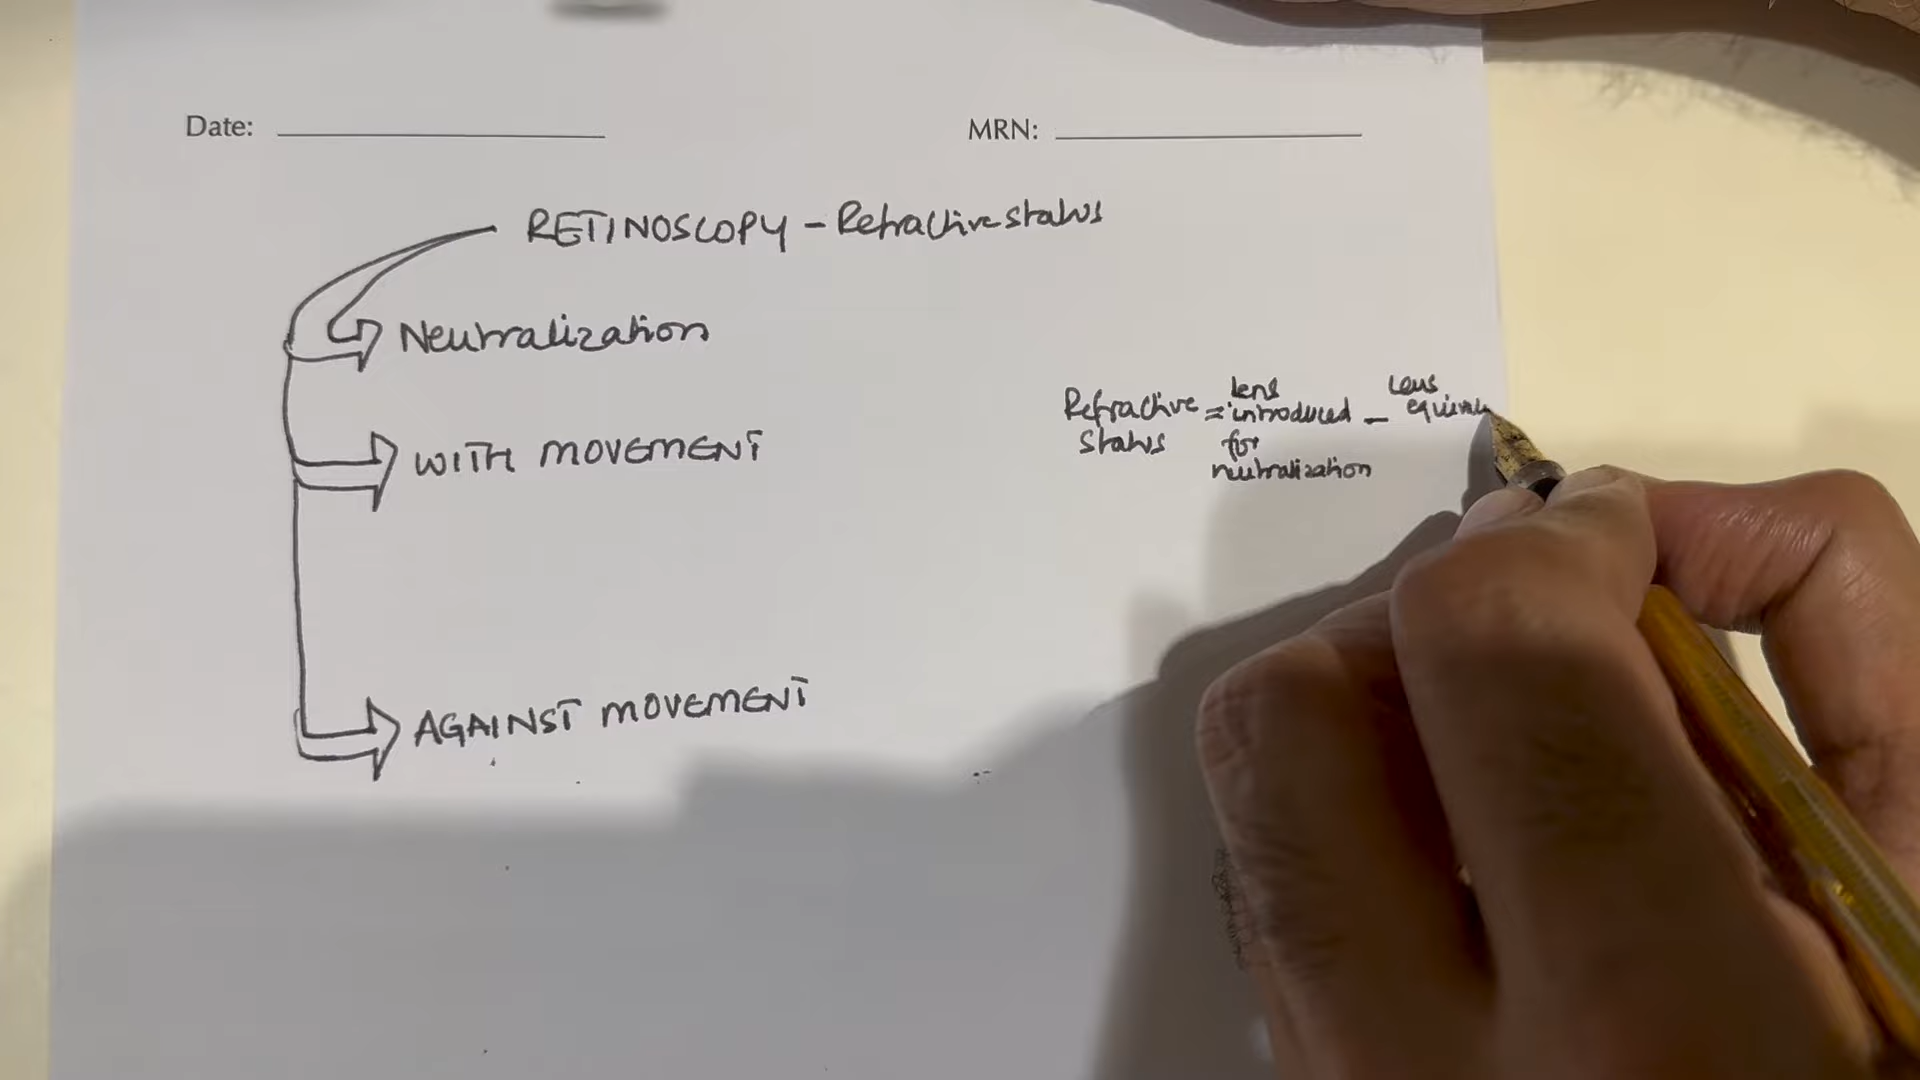 Date: MRN:
RETINOSCOPY - Refractive status
Neutralization
WITH MOVEMENT
AGAINST MOVEMENT
Refractive = lens introduced - Lens
status for
neutralization